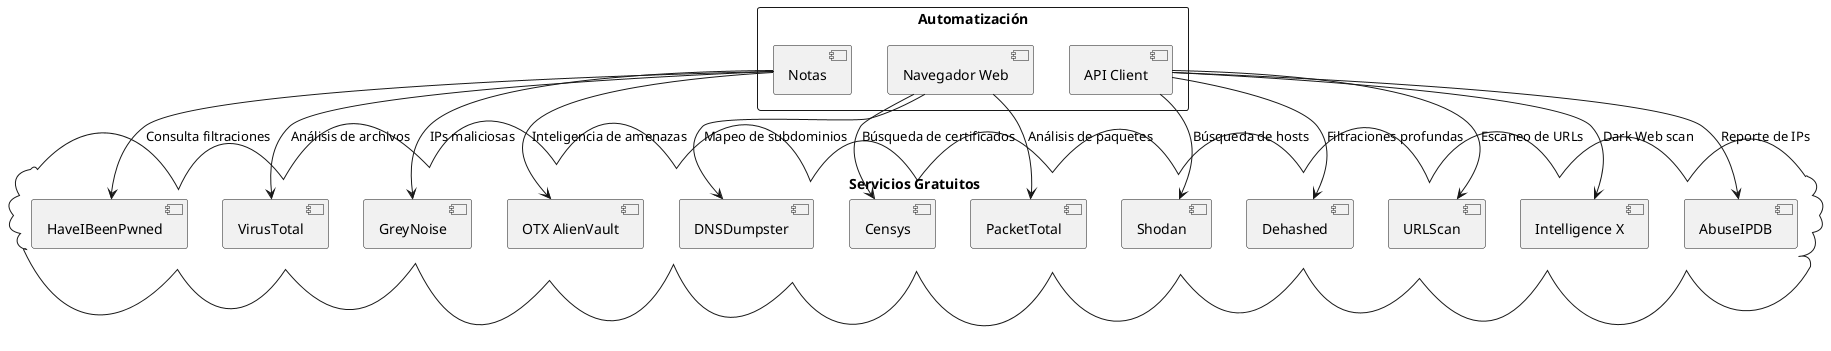 Automatización
Notas
Navegador Web
API Client
Consulta filtraciones
Análisis de archivos
IPs maliciosas
Inteligencia de amenazas
Mapeo de subdominios
Búsqueda de certificados
Análisis de paquetes
Búsqueda de hosts
Filtraciones profundas
Escaneo de URLs
Dark Web scan
Reporte de IPs
Servicios Gratuitos
HaveIBeenPwned
VirusTotal
GreyNoise
OTX AlienVault
DNSDumpster
Censys
PacketTotal
Shodan
Dehashed
URLScan
Intelligence X
AbuseIPDB